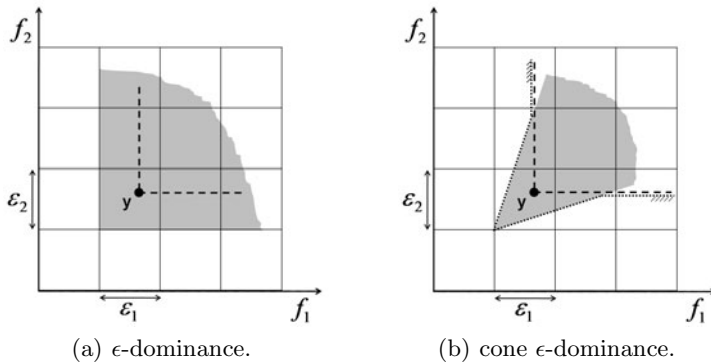 f₂
ε₂
y
ε₁
f₁
(a) ϵ-dominance.
f₂
ε₂
y
ε₁
f₁
(b) cone ϵ-dominance.